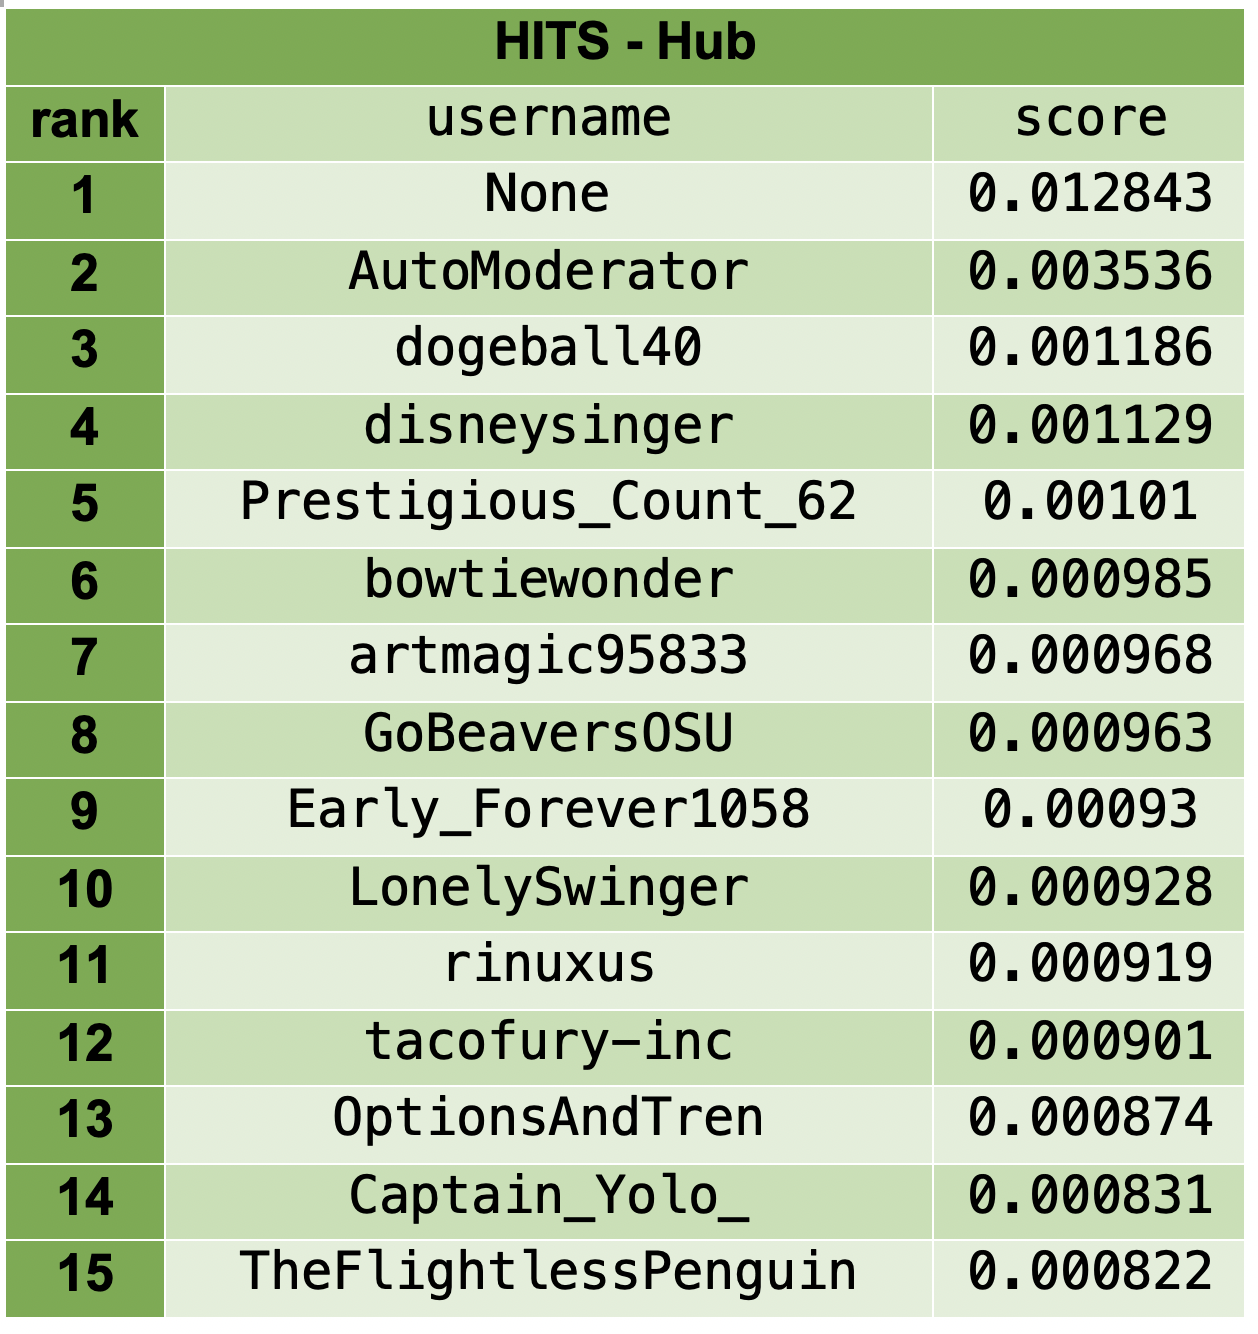 HITS - Hub
rank username score
1 None 0.012843
2 AutoModerator 0.003536
3 dogeball40 0.001186
4 disneysinger 0.001129
5 Prestigious_Count_62 0.00101
6 bowtiewonder 0.000985
7 artmagic95833 0.000968
8 GoBeaversOSU 0.000963
9 Early_Forever1058 0.00093
10 LonelySwinger 0.000928
11 rinuxus 0.000919
12 tacofury-inc 0.000901
13 OptionsAndTren 0.000874
14 Captain_Yolo_ 0.000831
15 TheFlightlessPenguin 0.000822